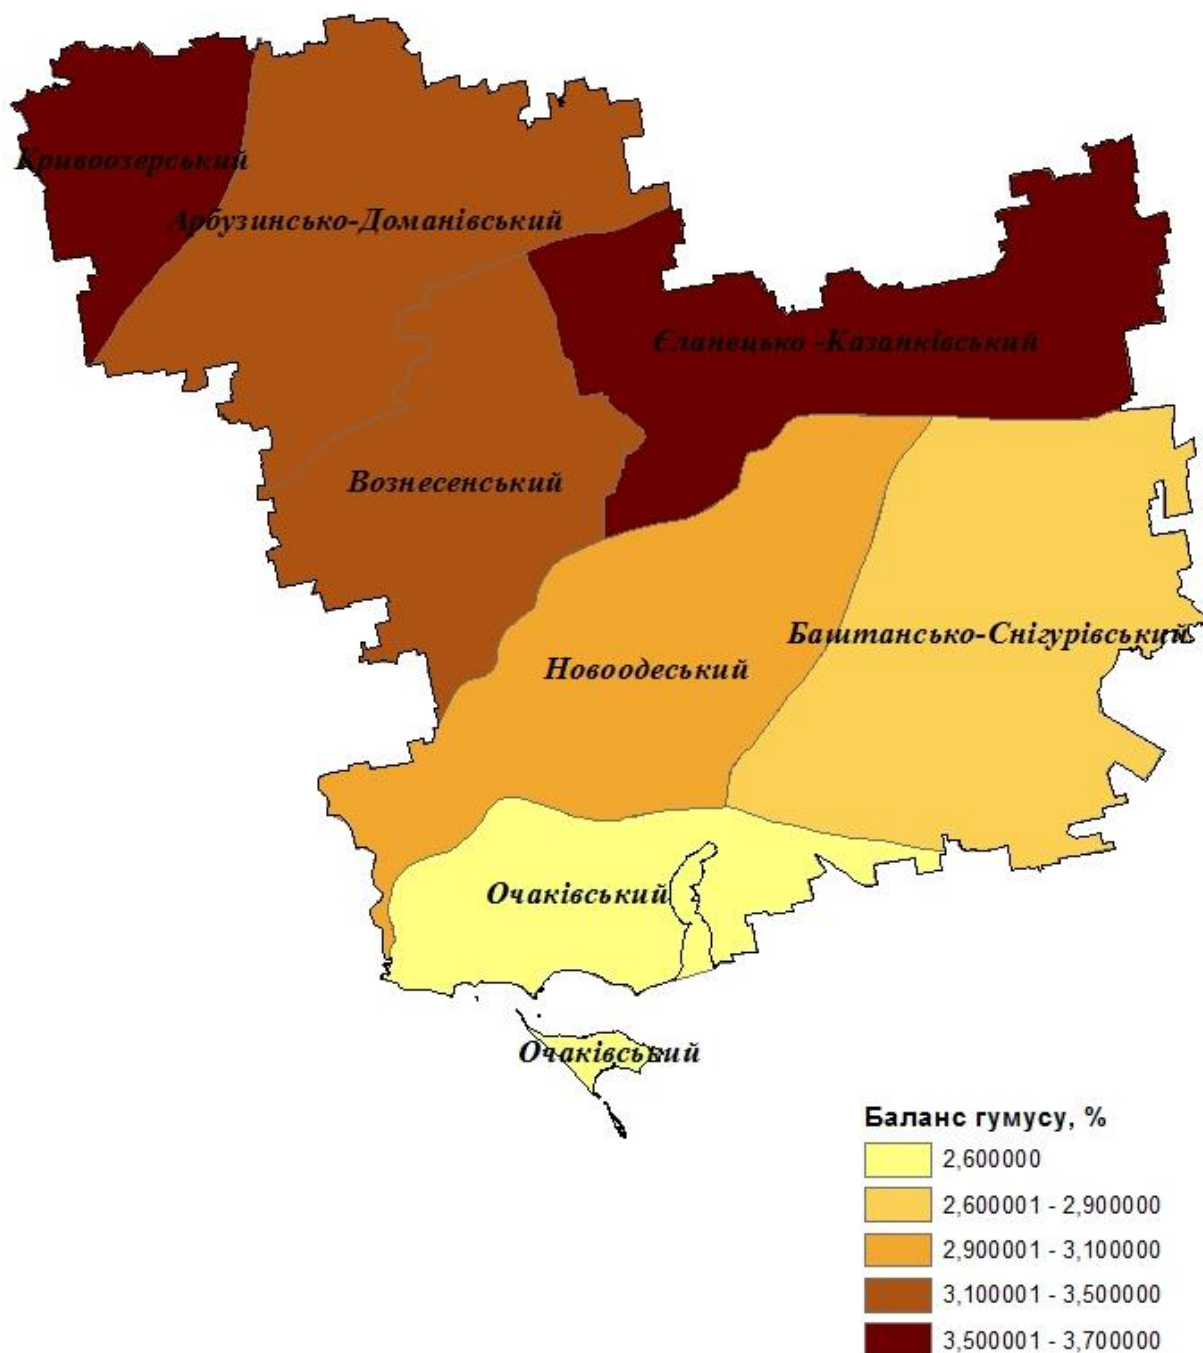 Кривоозерський
Арбузинсько-Доманівський
Єланецько -Казанківський
Вознесенський
Баштансько-Снігурівський
Новоодеський
Очаківський
Очаківський
Баланс гумусу, %
2,600000
2,600001 - 2,900000
2,900001 - 3,100000
3,100001 - 3,500000
3,500001 - 3,700000